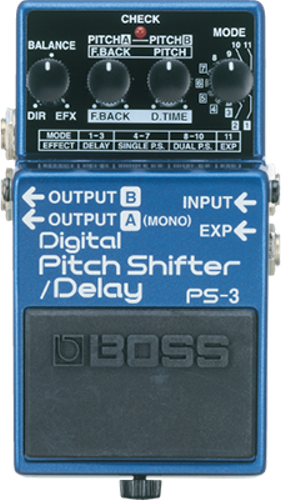 CHECK
PITCH A PITCH B MODE
BALANCE F.BACK PITCH
11
10
9
8
7
6
5
4
3
2
1
DIR EFX F.BACK D.TIME
MODE 1-3 4-7 8-10 11
EFFECT DELAY SINGLE P.S. DUAL P.S. EXP
← OUTPUT B INPUT ←
← OUTPUT A (MONO) EXP ←
Digital
Pitch Shifter
/Delay PS-3
BOSS